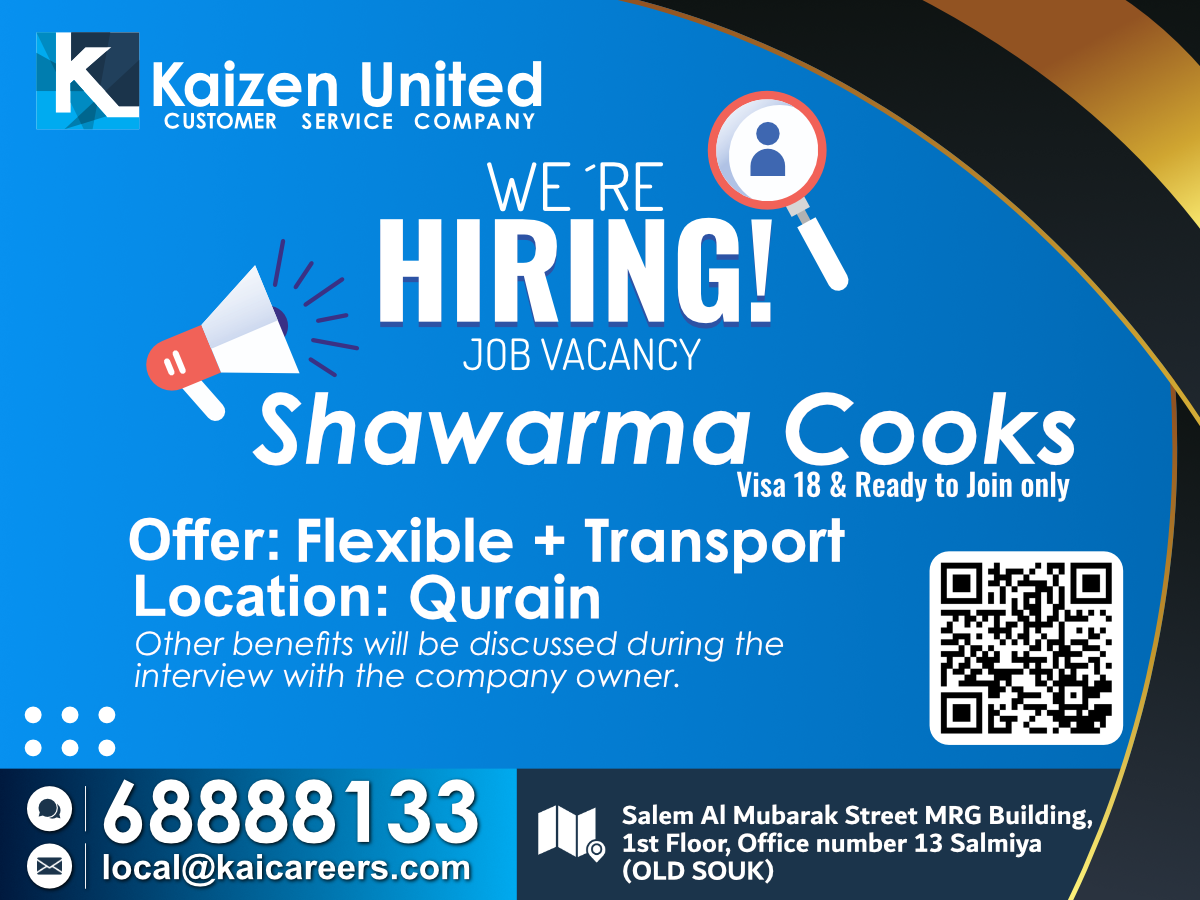 Kaizen United
CUSTOMER SERVICE COMPANY
WE´RE
HIRING!
JOB VACANCY
Shawarma Cooks
Visa 18 & Ready to Join only
Offer: Flexible + Transport
Location: Qurain
Other benefits will be discussed during the
interview with the company owner.
68888133
local@kaicareers.com
Salem Al Mubarak Street MRG Building,
1st Floor, Office number 13 Salmiya
(OLD SOUK)